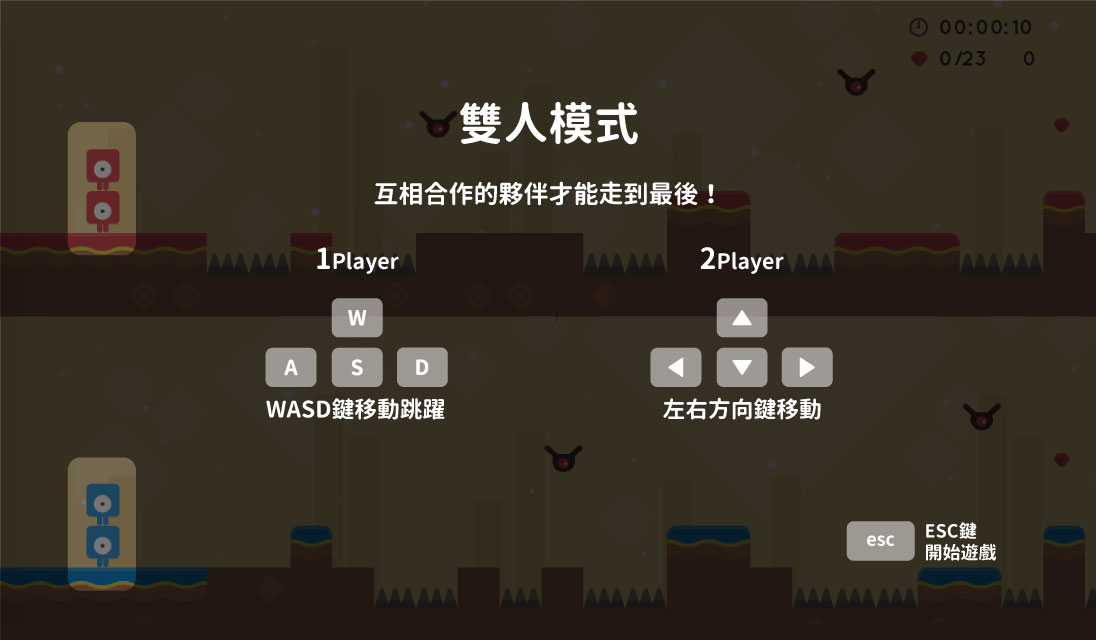 00:00:10
0/23 0
雙人模式
互相合作的夥伴才能走到最後！
1Player
2Player
W
A S D
WASD鍵移動跳躍
左右方向鍵移動
esc
ESC鍵
開始遊戲